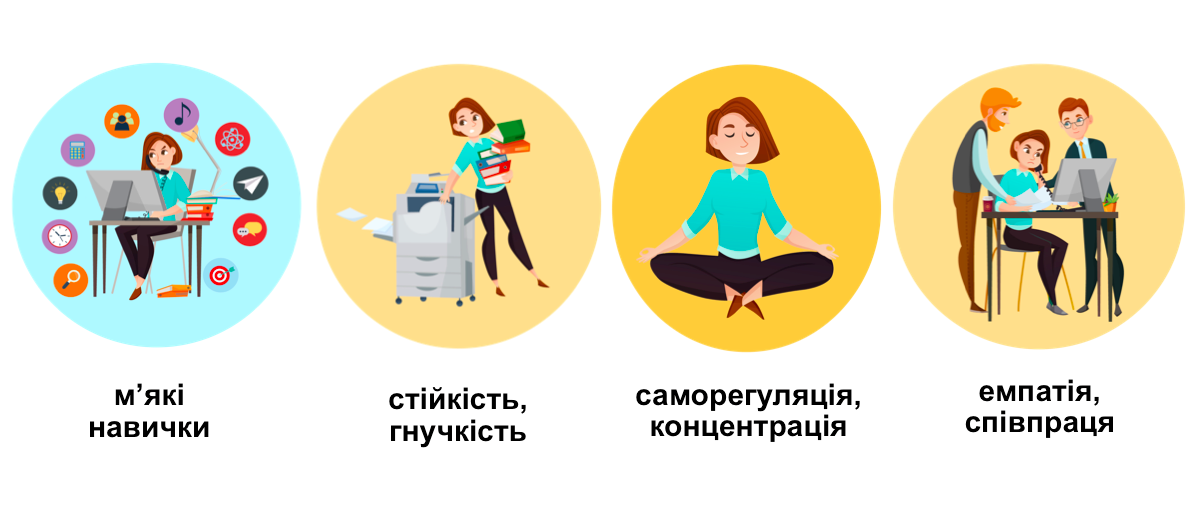 м’які
навички
стійкість,
гнучкість
саморегуляція,
концентрація
емпатія,
співпраця